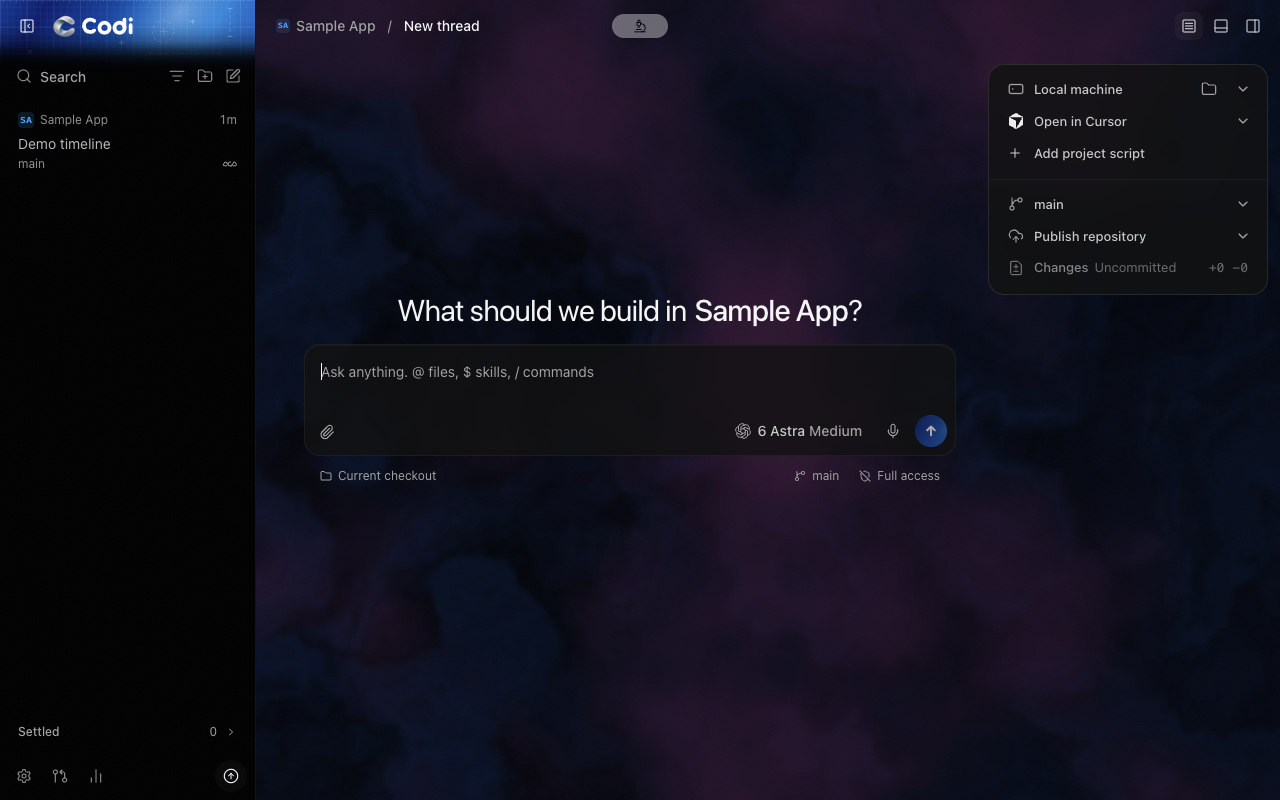 Codi
SA Sample App / New thread
Search
SA Sample App 1m
Demo timeline
main
Local machine
Open in Cursor
Add project script
main
Publish repository
Changes Uncommitted +0 −0
What should we build in Sample App?
Ask anything. @ files, $ skills, / commands
6 Astra Medium
Current checkout main Full access
Settled 0